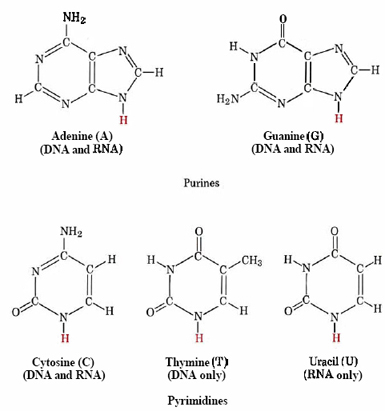 NH₂
C N C N C H C N C N H H
O
H N C C N H₂N C N C N C H H
Adenine (A) Guanine (G)
(DNA and RNA) (DNA and RNA)
Purines
NH₂ O O
C H H C CH₃ H C H
N C N C N C
C C C C C C
O N H O N H O N H
H H H
Cytosine (C) Thymine (T) Uracil (U)
(DNA and RNA) (DNA only) (RNA only)
Pyrimidines